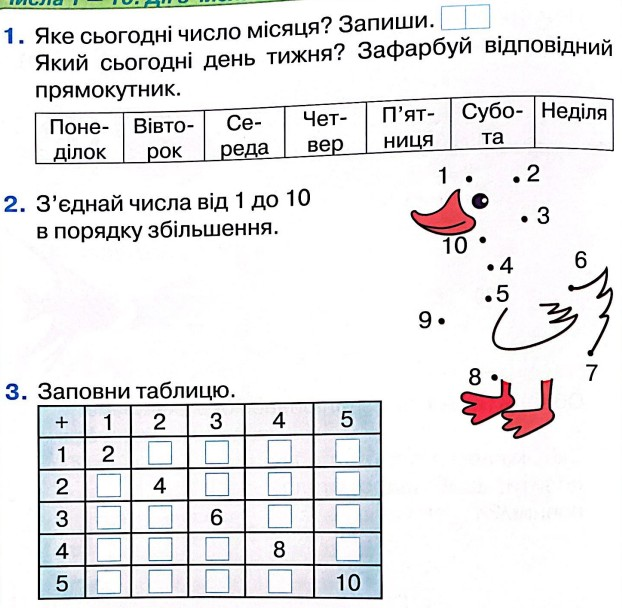 1. Яке сьогодні число місяця? Запиши.
Який сьогодні день тижня? Зафарбуй відповідний
прямокутник.
Поне- Вівто- Се- Чет- П'ят- Субо- Неділя
ділок рок реда вер ниця та
1 2
2. З'єднай числа від 1 до 10
3
в порядку збільшення.
10
4 6
5
9
8 7
3. Заповни таблицю.
+ 1 2 3 4 5
1 2
2 4
3 6
4 8
5 10